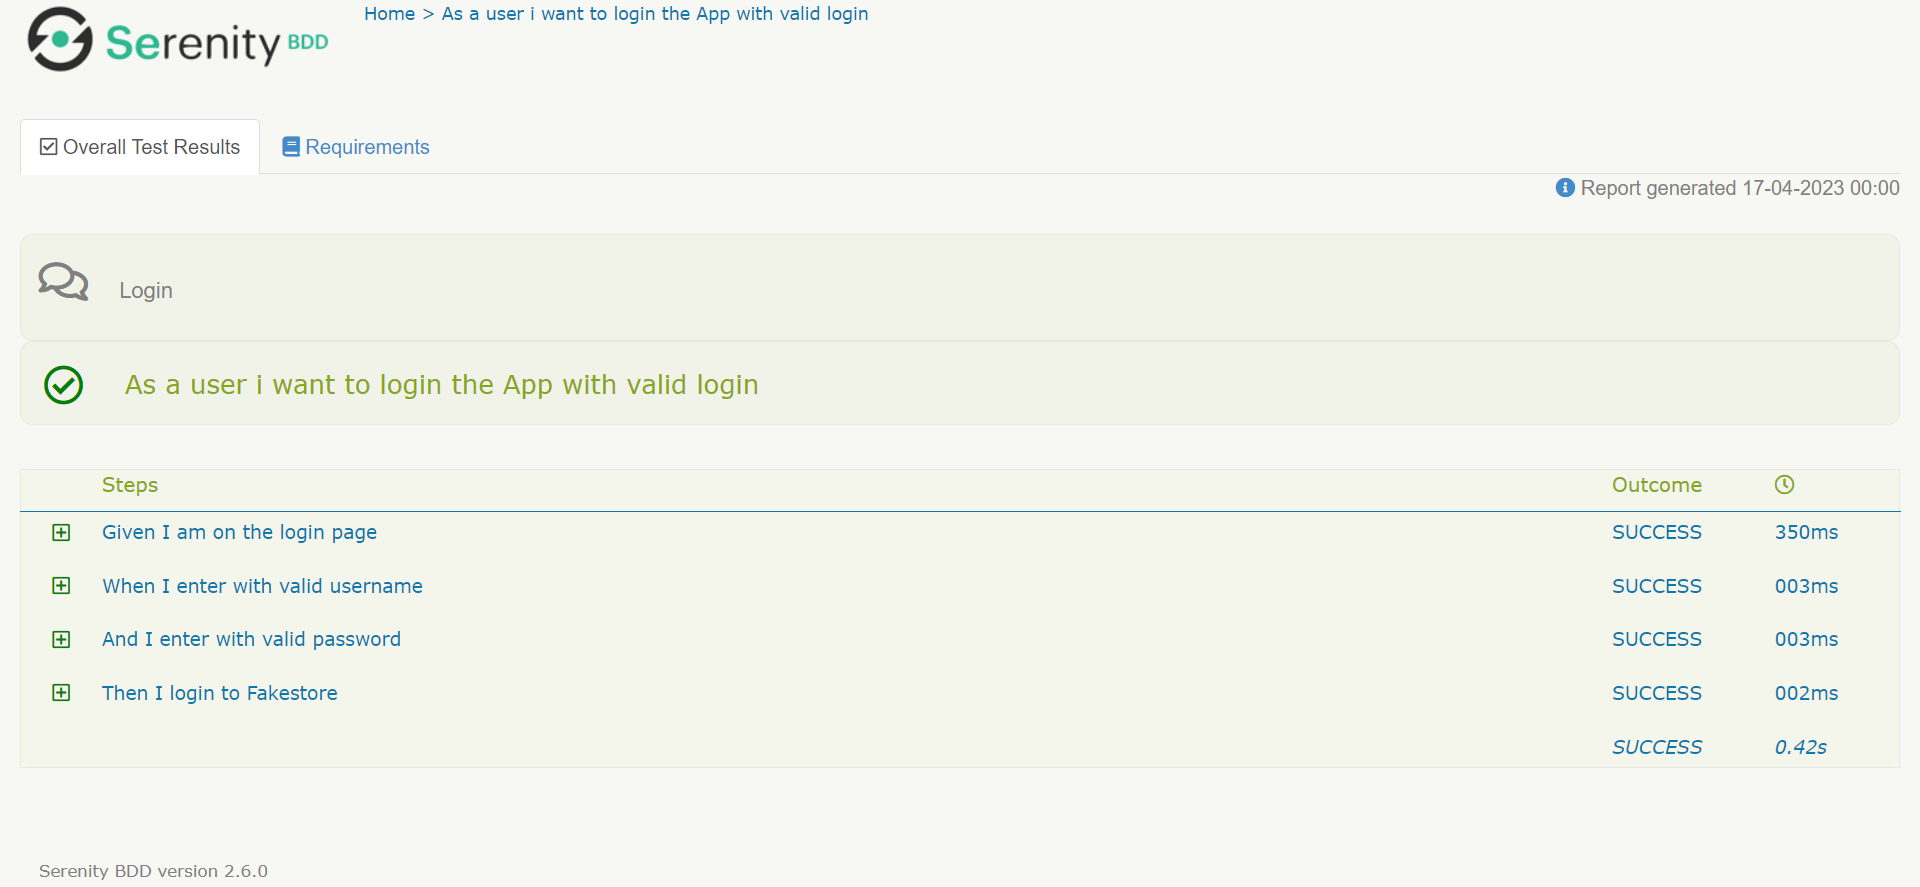 Serenity BDD
Home > As a user i want to login the App with valid login
Overall Test Results
Requirements
Report generated 17-04-2023 00:00
Login
As a user i want to login the App with valid login
Steps Outcome
Given I am on the login page SUCCESS 350ms
When I enter with valid username SUCCESS 003ms
And I enter with valid password SUCCESS 003ms
Then I login to Fakestore SUCCESS 002ms
SUCCESS 0.42s
Serenity BDD version 2.6.0